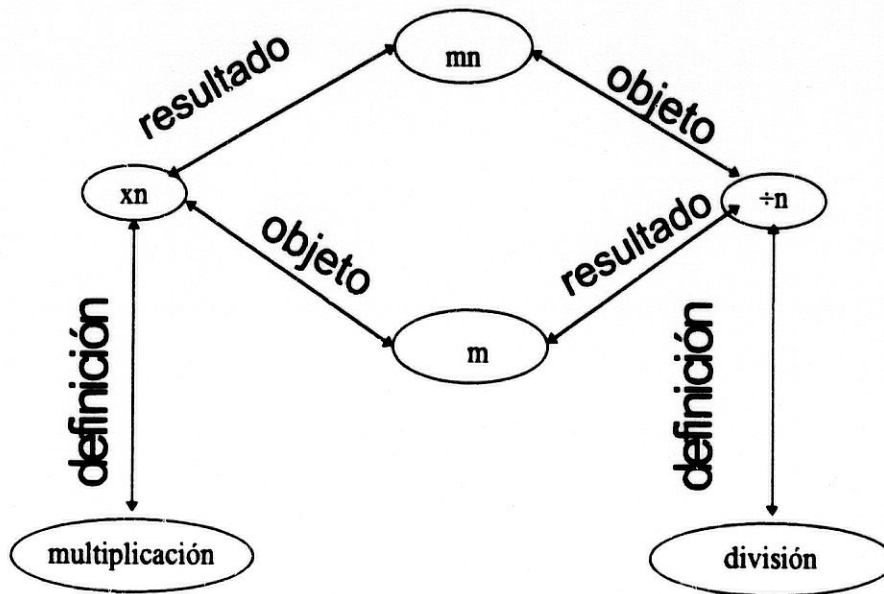 mn
resultado
objeto
xn
÷n
objeto
resultado
m
definición
definición
multiplicación
división